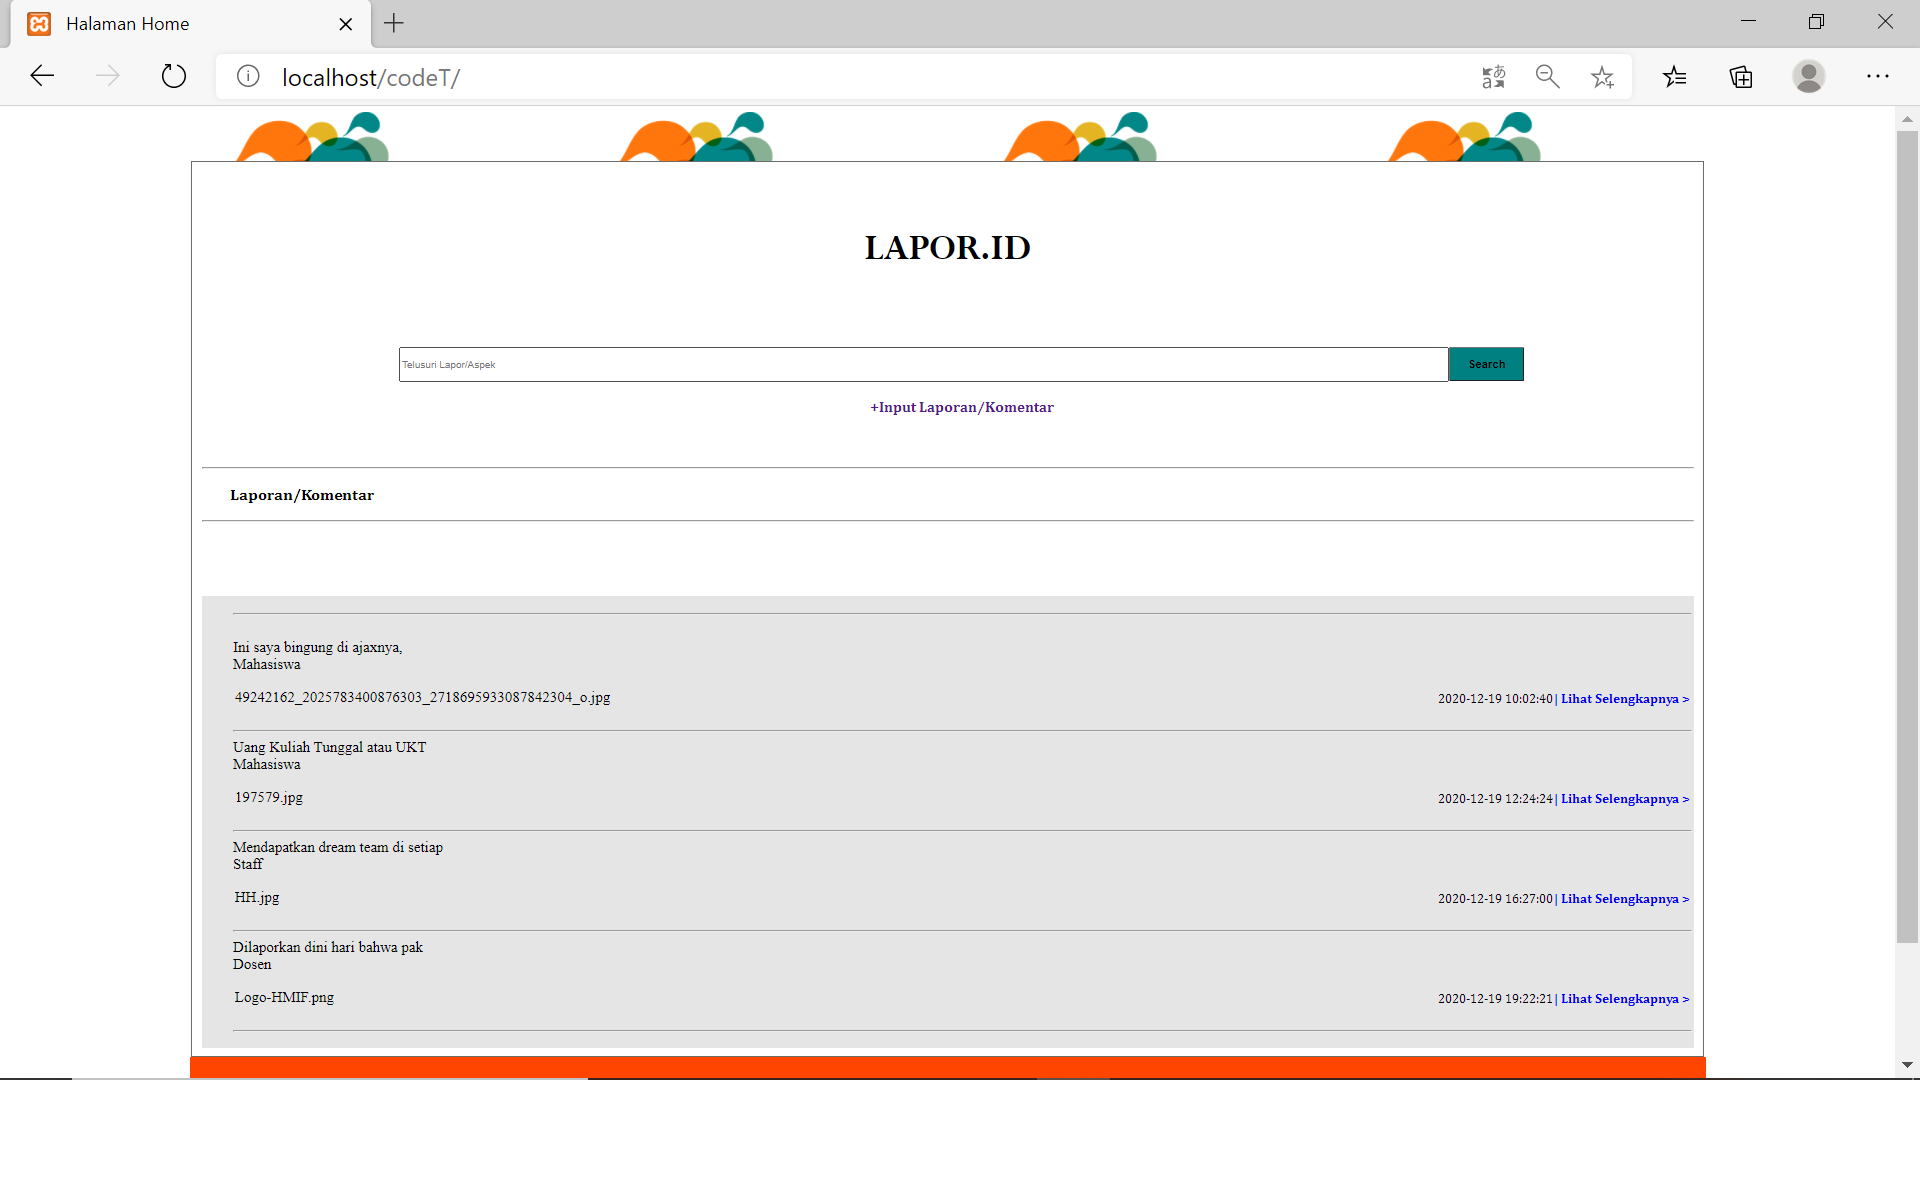 Halaman Home
localhost/codeT/
LAPOR.ID
Telusuri Lapor/Aspek
Search
+Input Laporan/Komentar
Laporan/Komentar
Ini saya bingung di ajaxnya,
Mahasiswa
49242162_2025783400876303_2718695933087842304_o.jpg
2020-12-19 10:02:40| Lihat Selengkapnya >
Uang Kuliah Tunggal atau UKT
Mahasiswa
197579.jpg
2020-12-19 12:24:24| Lihat Selengkapnya >
Mendapatkan dream team di setiap
Staff
HH.jpg
2020-12-19 16:27:00| Lihat Selengkapnya >
Dilaporkan dini hari bahwa pak
Dosen
Logo-HMIF.png
2020-12-19 19:22:21| Lihat Selengkapnya >